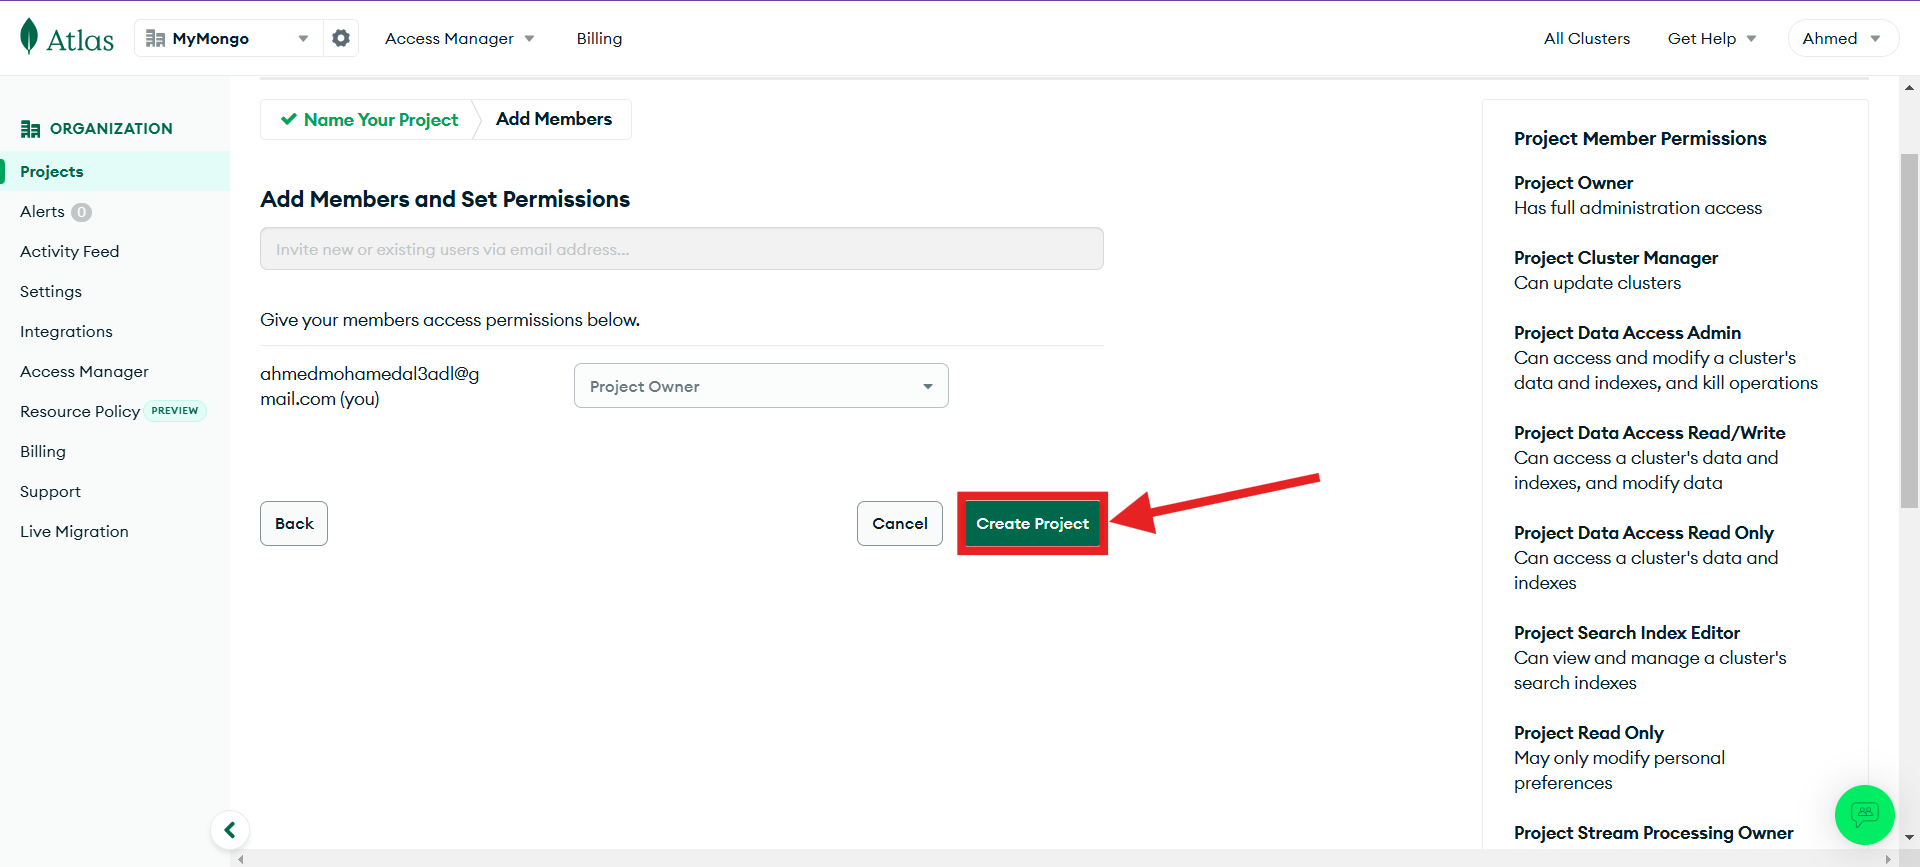 Atlas
MyMongo
Access Manager
Billing
All Clusters
Get Help
Ahmed
ORGANIZATION
Projects
Alerts 0
Activity Feed
Settings
Integrations
Access Manager
Resource Policy PREVIEW
Billing
Support
Live Migration
Name Your Project
Add Members
Add Members and Set Permissions
Invite new or existing users via email address...
Give your members access permissions below.
ahmedmohamedal3adl@g
mail.com (you)
Project Owner
Back
Cancel
Create Project
Project Member Permissions
Project Owner
Has full administration access
Project Cluster Manager
Can update clusters
Project Data Access Admin
Can access and modify a cluster's
data and indexes, and kill operations
Project Data Access Read/Write
Can access a cluster's data and
indexes, and modify data
Project Data Access Read Only
Can access a cluster's data and
indexes
Project Search Index Editor
Can view and manage a cluster's
search indexes
Project Read Only
May only modify personal
preferences
Project Stream Processing Owner